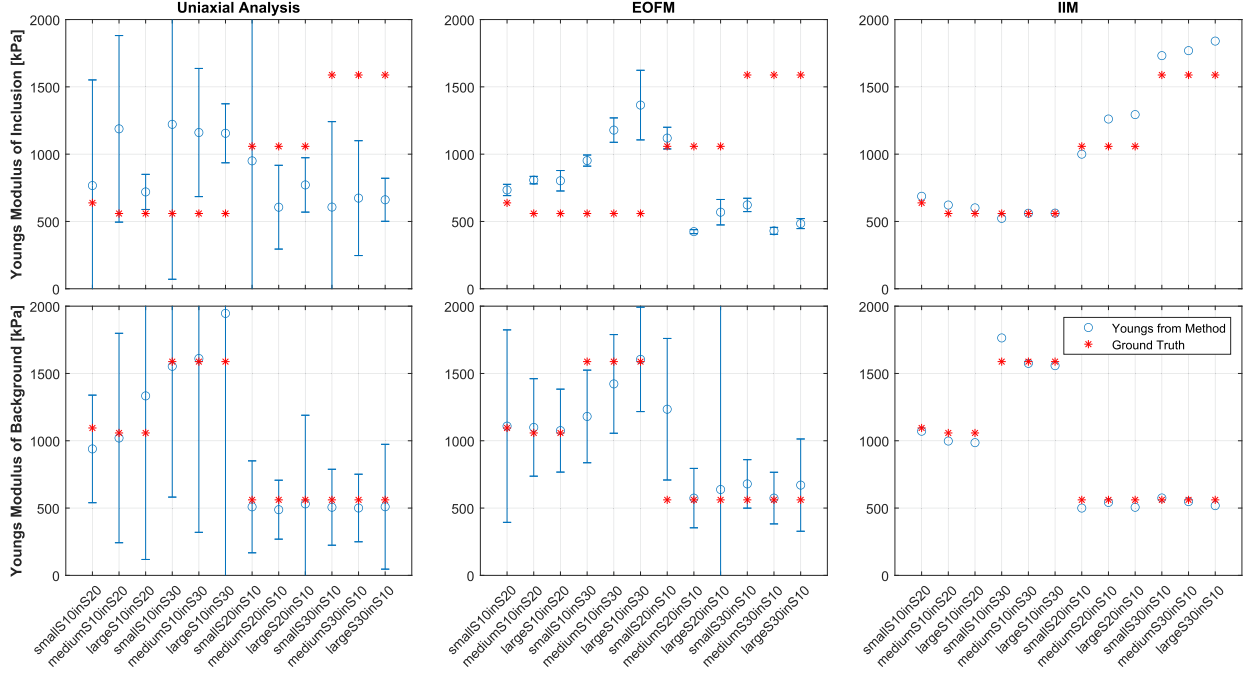 Uniaxial Analysis
EOFM
IIM
Youngs Modulus of Inclusion [kPa]
2000
1500
1000
500
0
2000
1500
1000
500
0
2000
1500
1000
500
0
Youngs Modulus of Background [kPa]
2000
1500
1000
500
0
2000
1500
1000
500
0
2000
1500
1000
500
0
Youngs from Method
Ground Truth
smallS10inS20
mediumS10inS20
largeS10inS20
smallS10inS30
mediumS10inS30
largeS10inS30
smallS20inS10
mediumS20inS10
largeS20inS10
smallS30inS10
mediumS30inS10
largeS30inS10
smallS10inS20
mediumS10inS20
largeS10inS20
smallS10inS30
mediumS10inS30
largeS10inS30
smallS20inS10
mediumS20inS10
largeS20inS10
smallS30inS10
mediumS30inS10
largeS30inS10
smallS10inS20
mediumS10inS20
largeS10inS20
smallS10inS30
mediumS10inS30
largeS10inS30
smallS20inS10
mediumS20inS10
largeS20inS10
smallS30inS10
mediumS30inS10
largeS30inS10